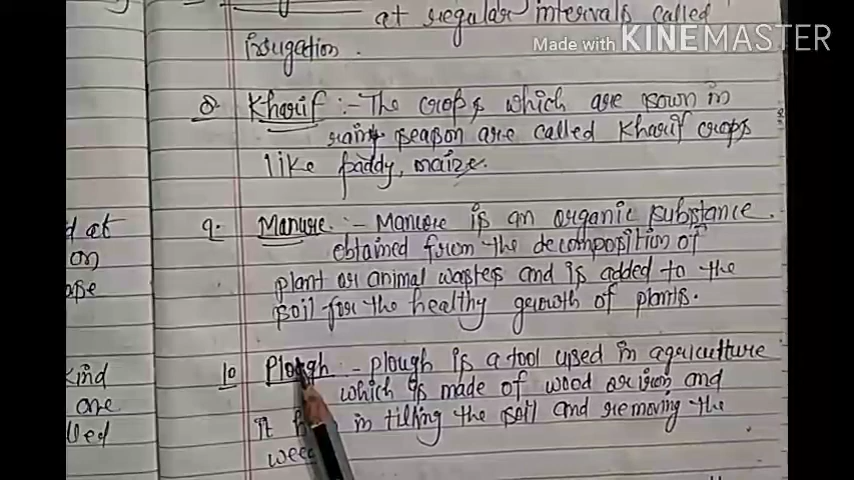 at regular intervals called
Made with KINEMASTER
irrugation.
8- Kharif :- The crops which are sown in
rainy season are called Kharif crops
like paddy, maize.
9- Manure :- Manure is an organic substance.
obtained from the decomposition of
plant or animal wastes and is added to the
soil for the healthy growth of plants.
10 Plough :- plough is a tool used in agriculture
which is made of wood or iron and
It in tilling the soil and removing the
weed
d at
on
ase
kind
are
lled